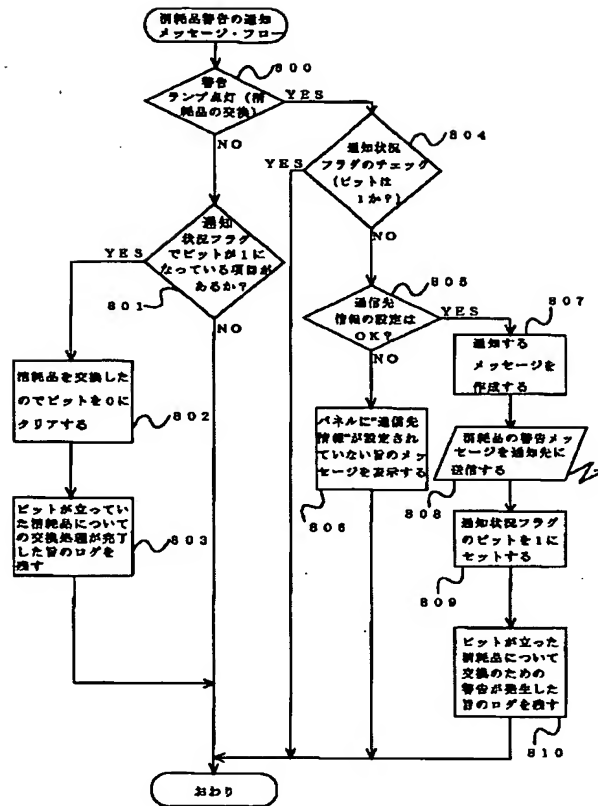 消耗品警告の通知
メッセージ・フロー
800
警告
ランプ点灯(消
耗品の交換)
YES
NO
804
通知状況
フラグのチェック
(ビットは
1か?)
YES
NO
通知
状況フラグ
でビットが1に
なっている項目が
あるか?
YES
801
NO
805
通信先
情報の設定は
OK?
YES
NO
807
通知する
メッセージを
作成する
消耗品を交換した
のでビットを0に
クリアする
802
パネルに"通信先
情報"が設定され
ていない旨のメッ
セージを表示する
806
消耗品の警告メッ
セージを通知先に
送信する
808
ビットが立ってい
た消耗品について
の交換処理が完了
した旨のログを
残す
803
通知状況フラグ
のビットを1に
セットする
809
ビットが立った
消耗品について
交換のための
警告が発生した
旨のログを残す
810
おわり